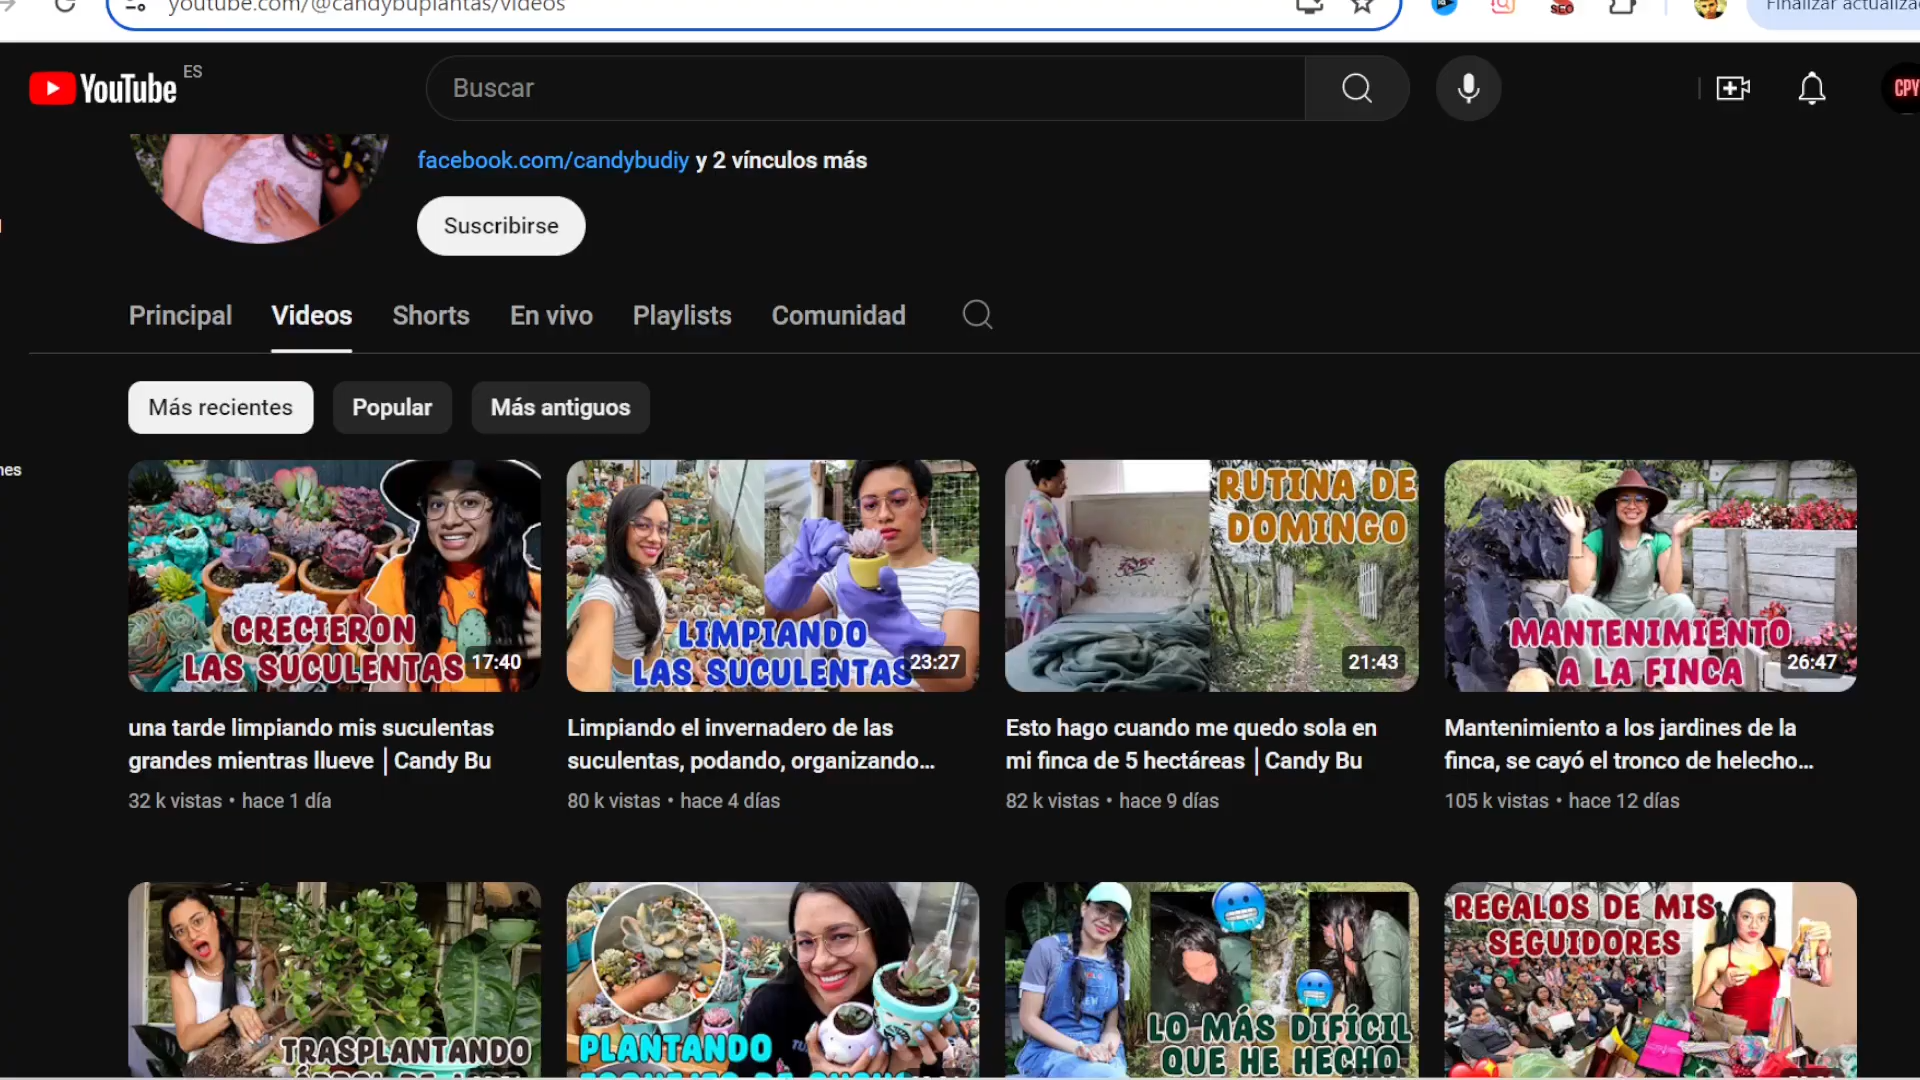 youtube.com/@candybuplantas/videos
Finalizar actualiza
YouTube ES
Buscar
CPY
facebook.com/candybudiy y 2 vínculos más
Suscribirse
Principal Videos Shorts En vivo Playlists Comunidad
Más recientes Popular Más antiguos
nes
CRECIERON
LAS SUCULENTAS
17:40
LIMPIANDO
LAS SUCULENTAS
23:27
RUTINA DE
DOMINGO
21:43
MANTENIMIENTO
A LA FINCA
26:47
una tarde limpiando mis suculentas
grandes mientras llueve | Candy Bu
32 k vistas • hace 1 día
Limpiando el invernadero de las
suculentas, podando, organizando...
80 k vistas • hace 4 días
Esto hago cuando me quedo sola en
mi finca de 5 hectáreas | Candy Bu
82 k vistas • hace 9 días
Mantenimiento a los jardines de la
finca, se cayó el tronco de helecho...
105 k vistas • hace 12 días
TRASPLANTANDO
PLANTANDO
LO MÁS DIFÍCIL
QUE HE HECHO
REGALOS DE MIS
SEGUIDORES